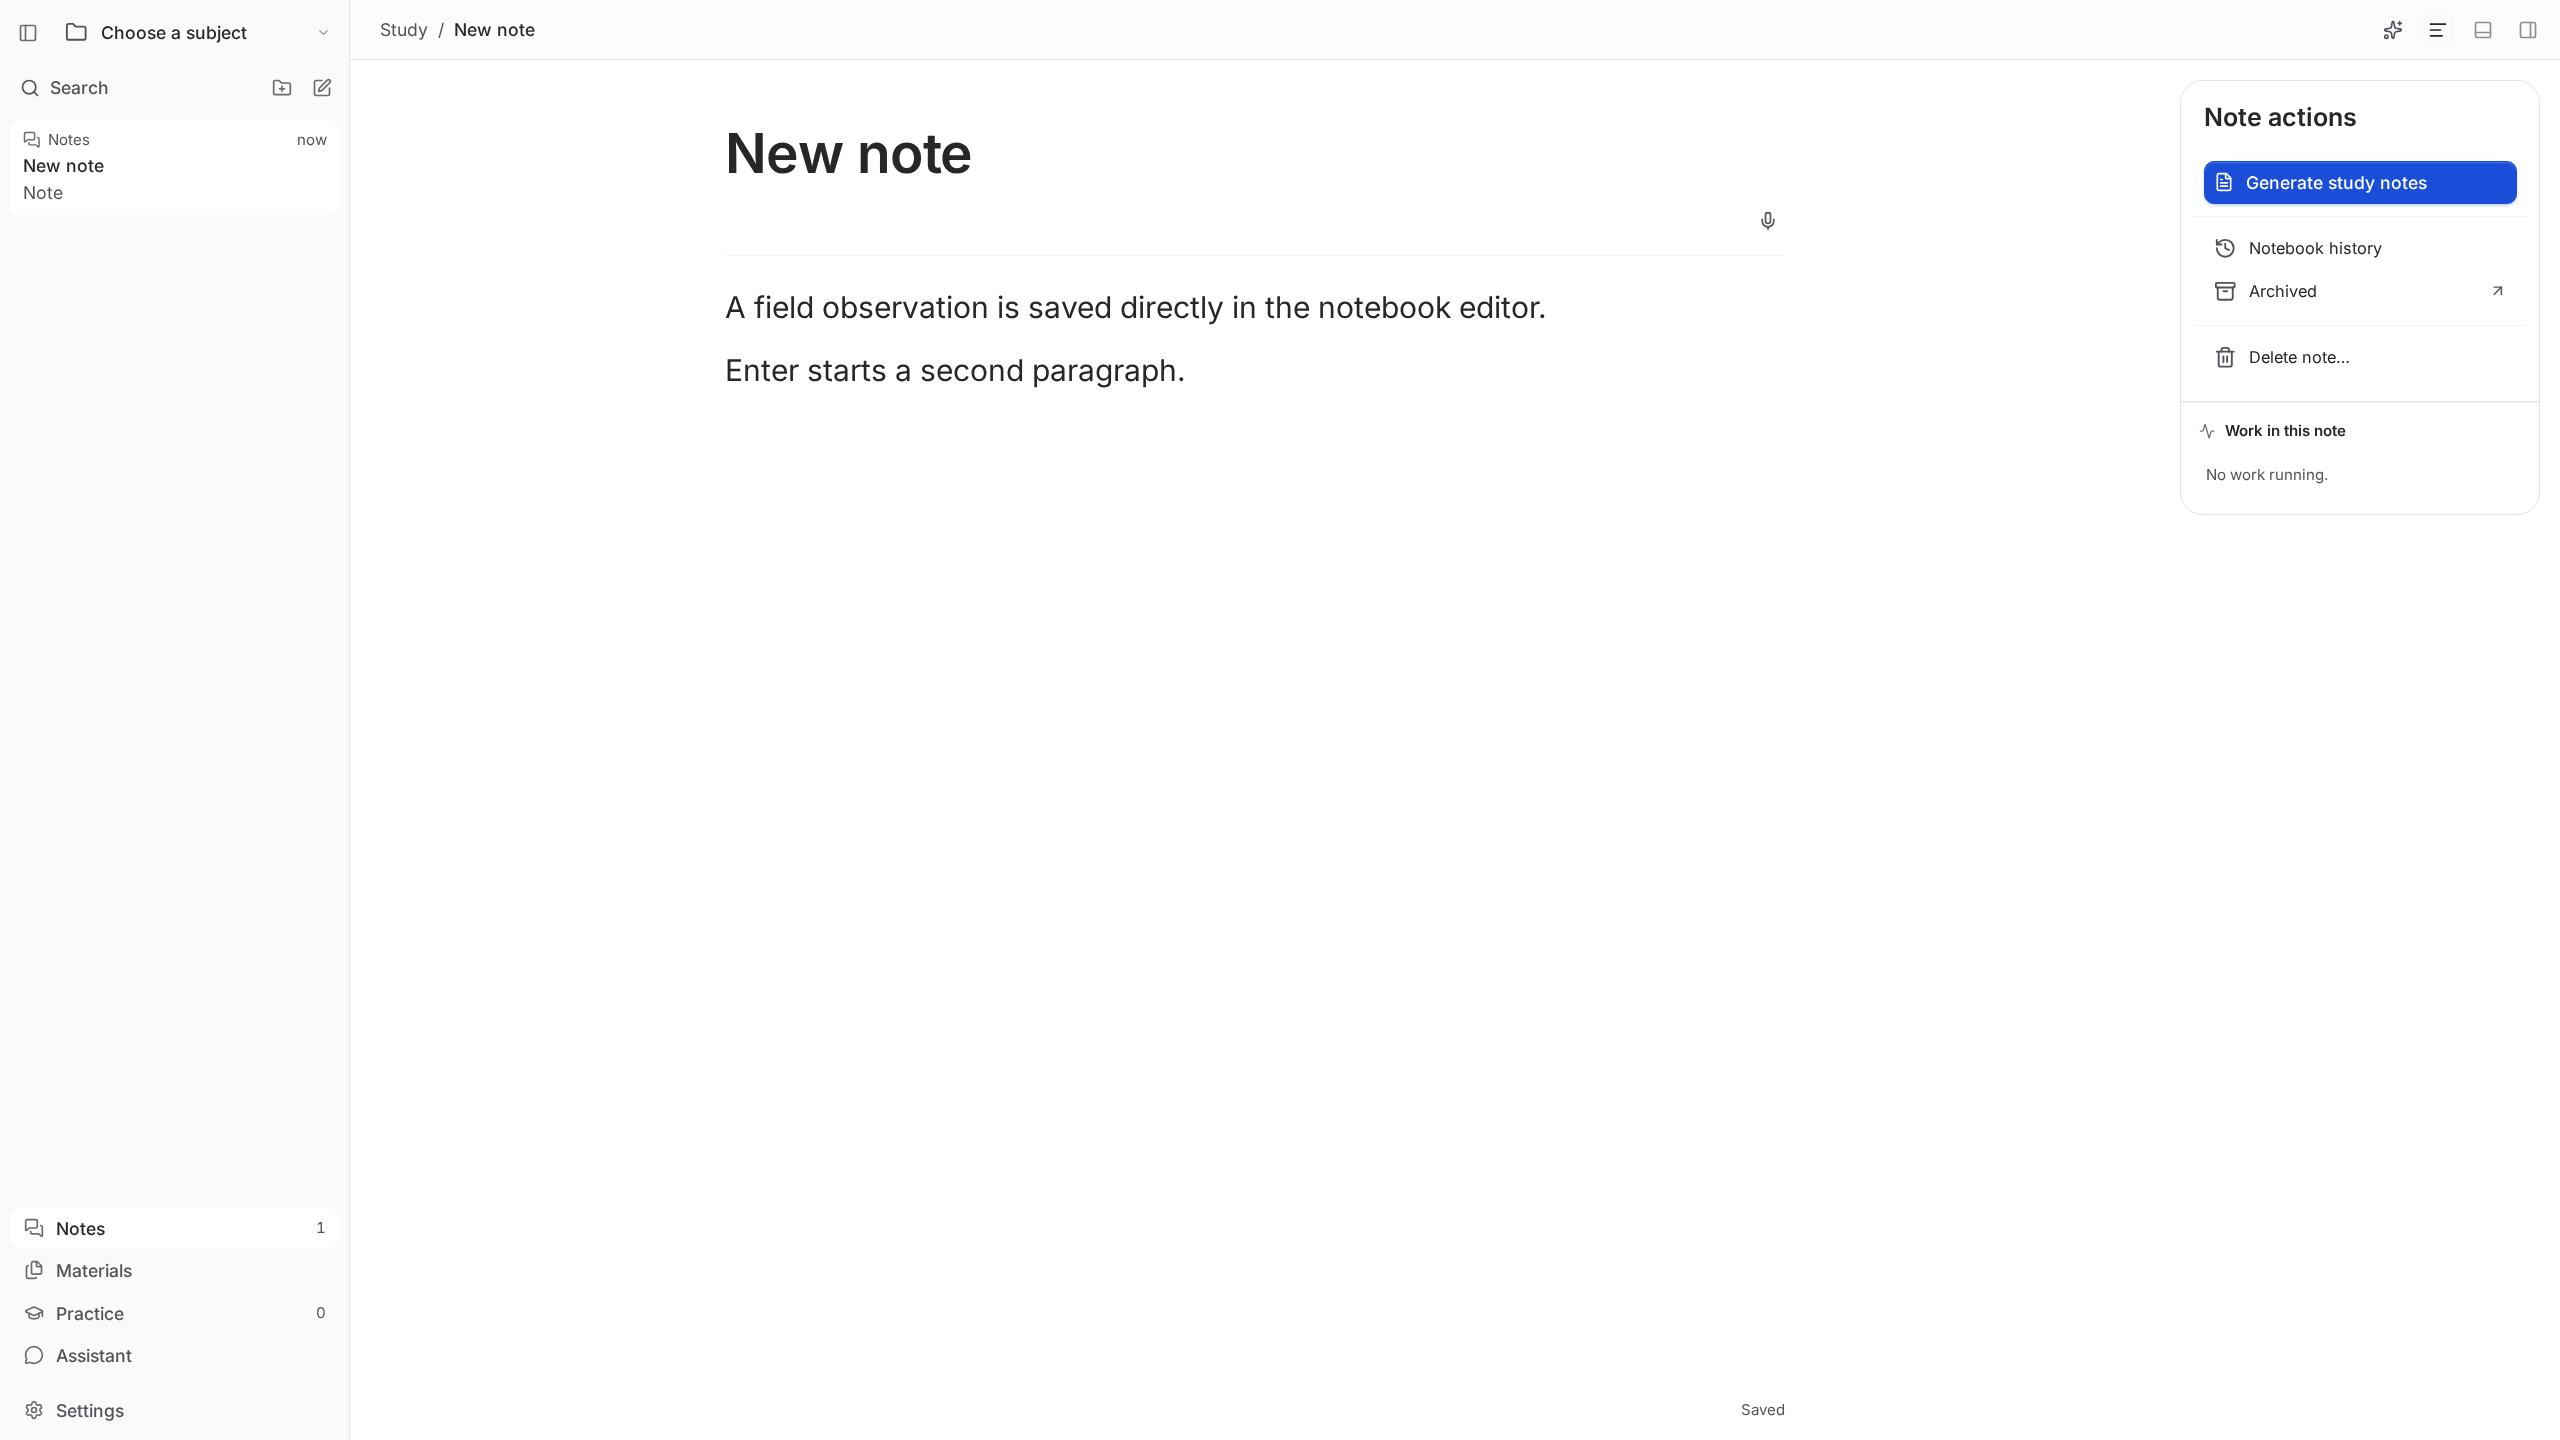 Choose a subject
Search
Notes now
New note
Note
Notes 1
Materials
Practice 0
Assistant
Settings
Study / New note
New note
A field observation is saved directly in the notebook editor.
Enter starts a second paragraph.
Saved
Note actions
Generate study notes
Notebook history
Archived
Delete note...
Work in this note
No work running.